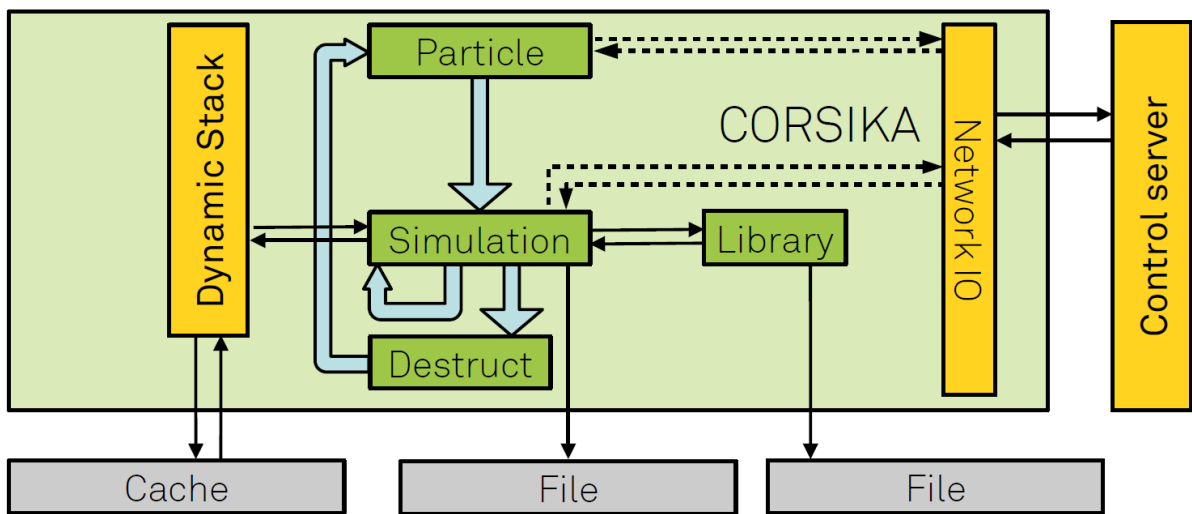 Particle
Dynamic Stack
CORSIKA
Network IO
Control server
Simulation
Library
Destruct
Cache
File
File